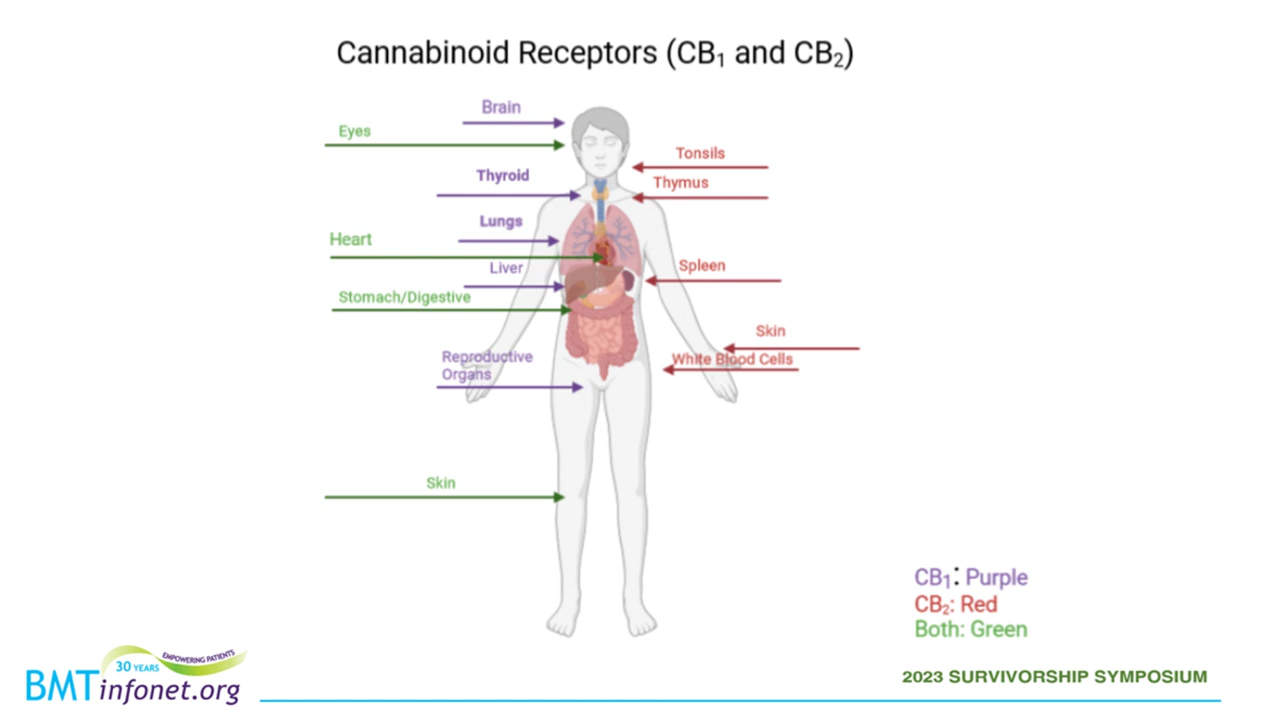 Cannabinoid Receptors (CB₁ and CB₂)
Brain
Eyes
Tonsils
Thyroid
Thymus
Lungs
Heart
Liver
Spleen
Stomach/Digestive
Skin
Reproductive
Organs
White Blood Cells
Skin
CB₁: Purple
CB₂: Red
Both: Green
30 YEARS
EMPOWERING PATIENTS
BMTinfonet.org
2023 SURVIVORSHIP SYMPOSIUM